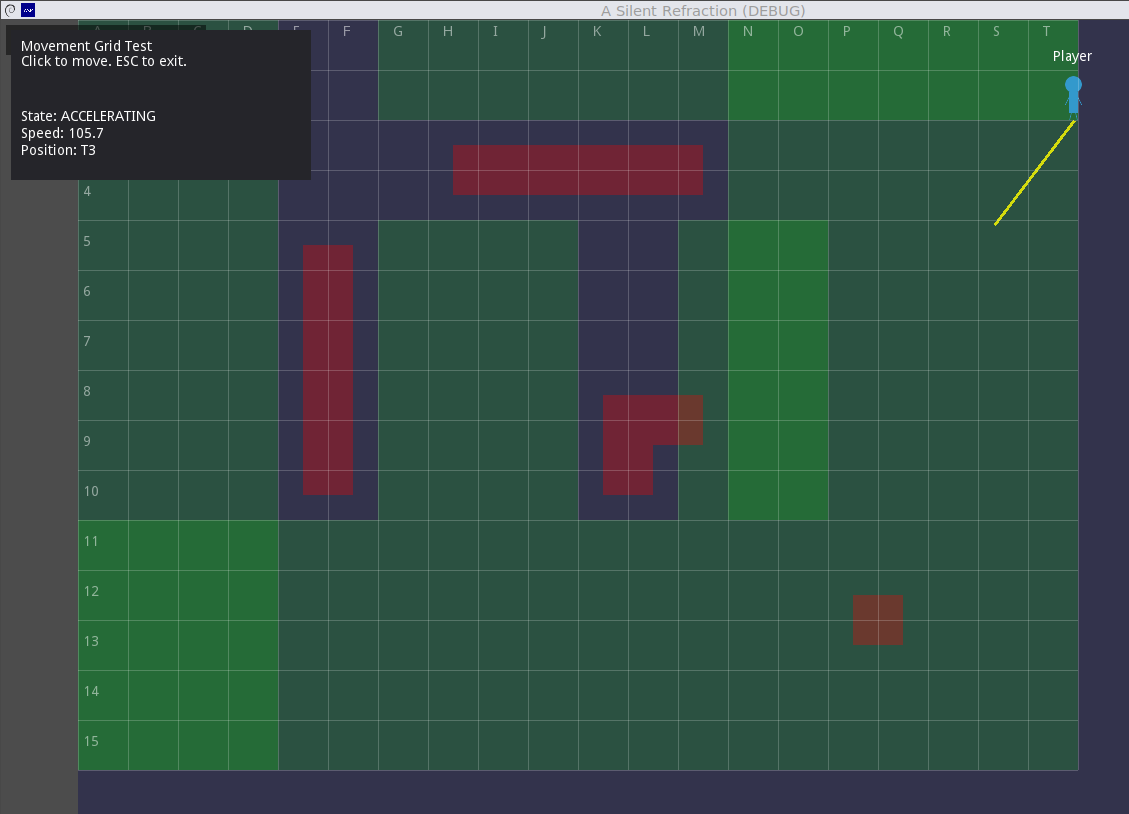 A Silent Refraction (DEBUG)
F G H I J K L M N O P Q R S T
Movement Grid Test
Click to move. ESC to exit.
Player
State: ACCELERATING
Speed: 105.7
Position: T3
4
5
6
7
8
9
10
11
12
13
14
15